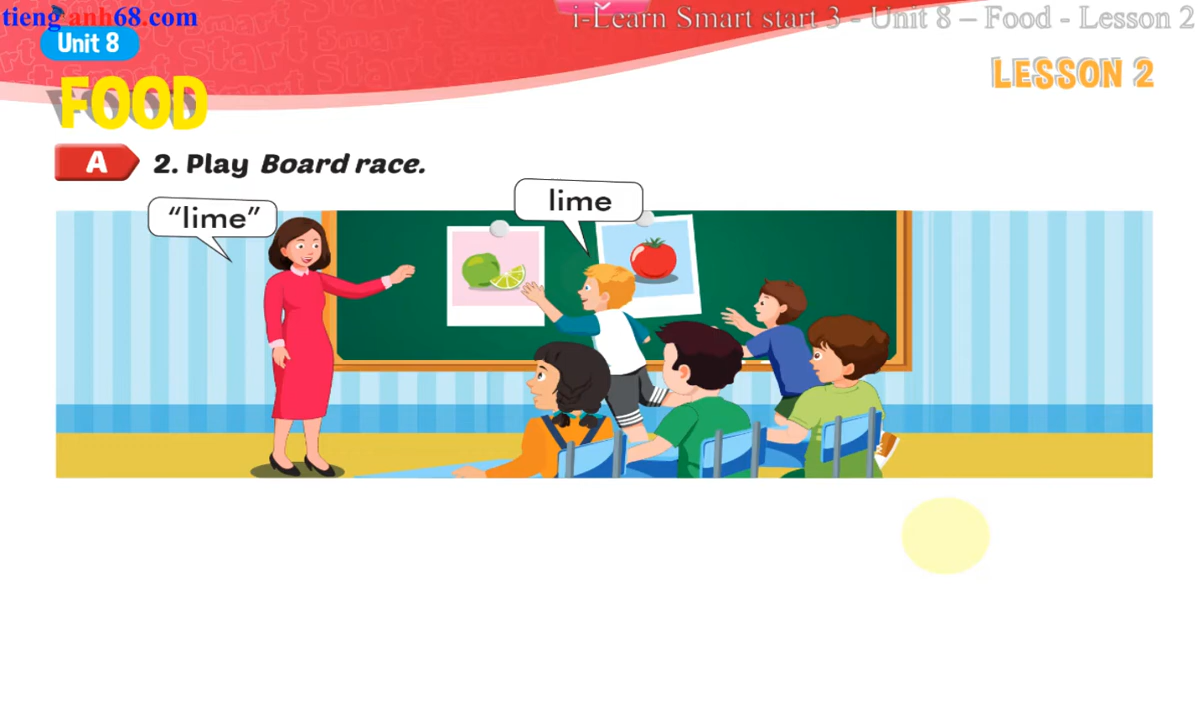 tienganh68.com
i-Learn Smart start 3 - Unit 8 – Food - Lesson 2
Unit 8
LESSON 2
FOOD
A 2. Play Board race.
“lime”
lime